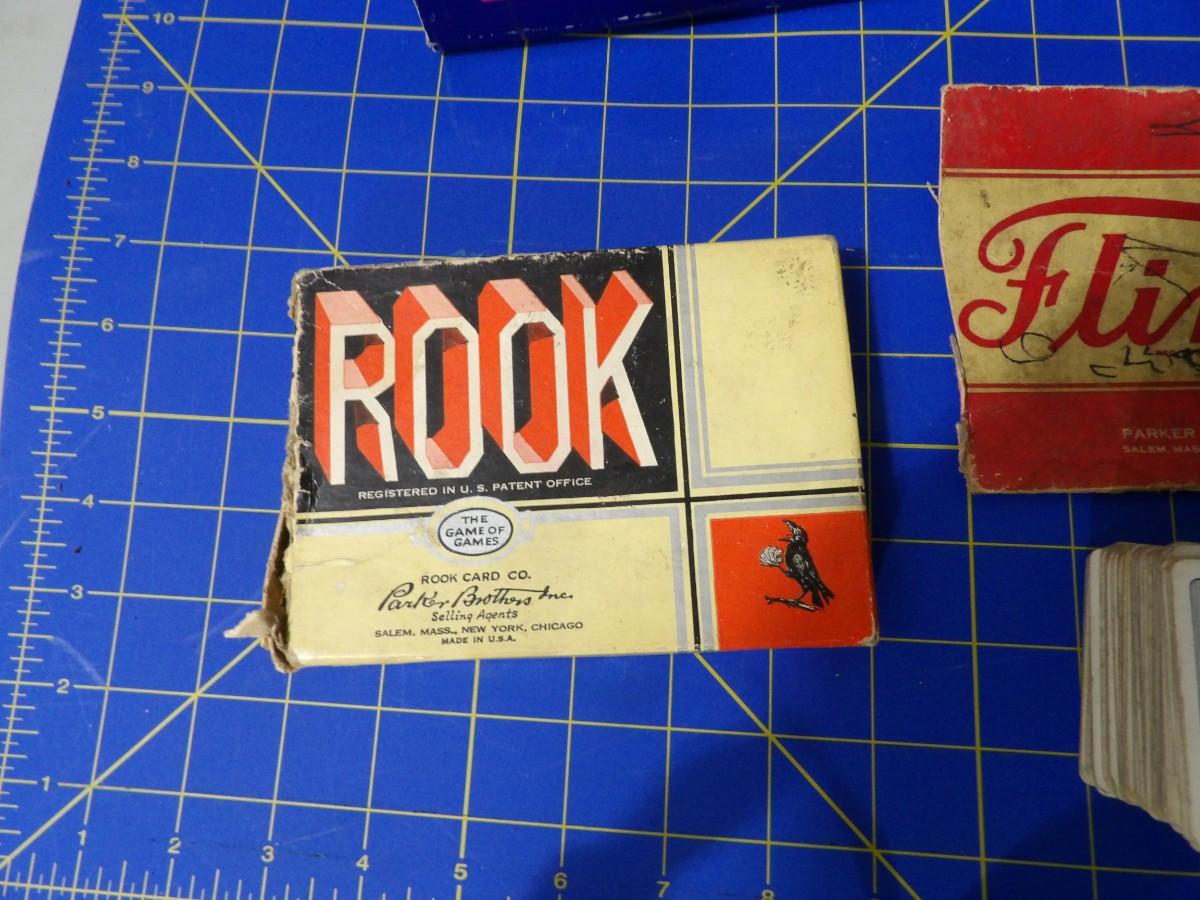 10
9
8
7
6
5
4
3
2
1
1
2
3
4
5
6
7
8
ROOK
REGISTERED IN U. S. PATENT OFFICE
THE
GAME OF
GAMES
ROOK CARD CO.
Parker Brothers Inc.
Selling Agents
SALEM, MASS., NEW YORK, CHICAGO
MADE IN U.S.A.
PARKER
SALEM, MAS